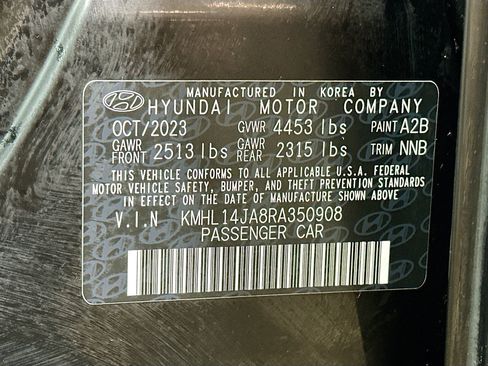 MANUFACTURED IN KOREA BY
HYUNDAI MOTOR COMPANY
OCT/2023 GVWR 4453 lbs PAINT A2B
GAWR FRONT 2513 lbs GAWR REAR 2315 lbs TRIM NNB
THIS VEHICLE CONFORMS TO ALL APPLICABLE U.S.A. FEDERAL
MOTOR VEHICLE SAFETY, BUMPER, AND THEFT PREVENTION STANDARDS
IN EFFECT ON THE DATE OF MANUFACTURE SHOWN ABOVE
V.I.N KMHL14JA8RA350908
PASSENGER CAR